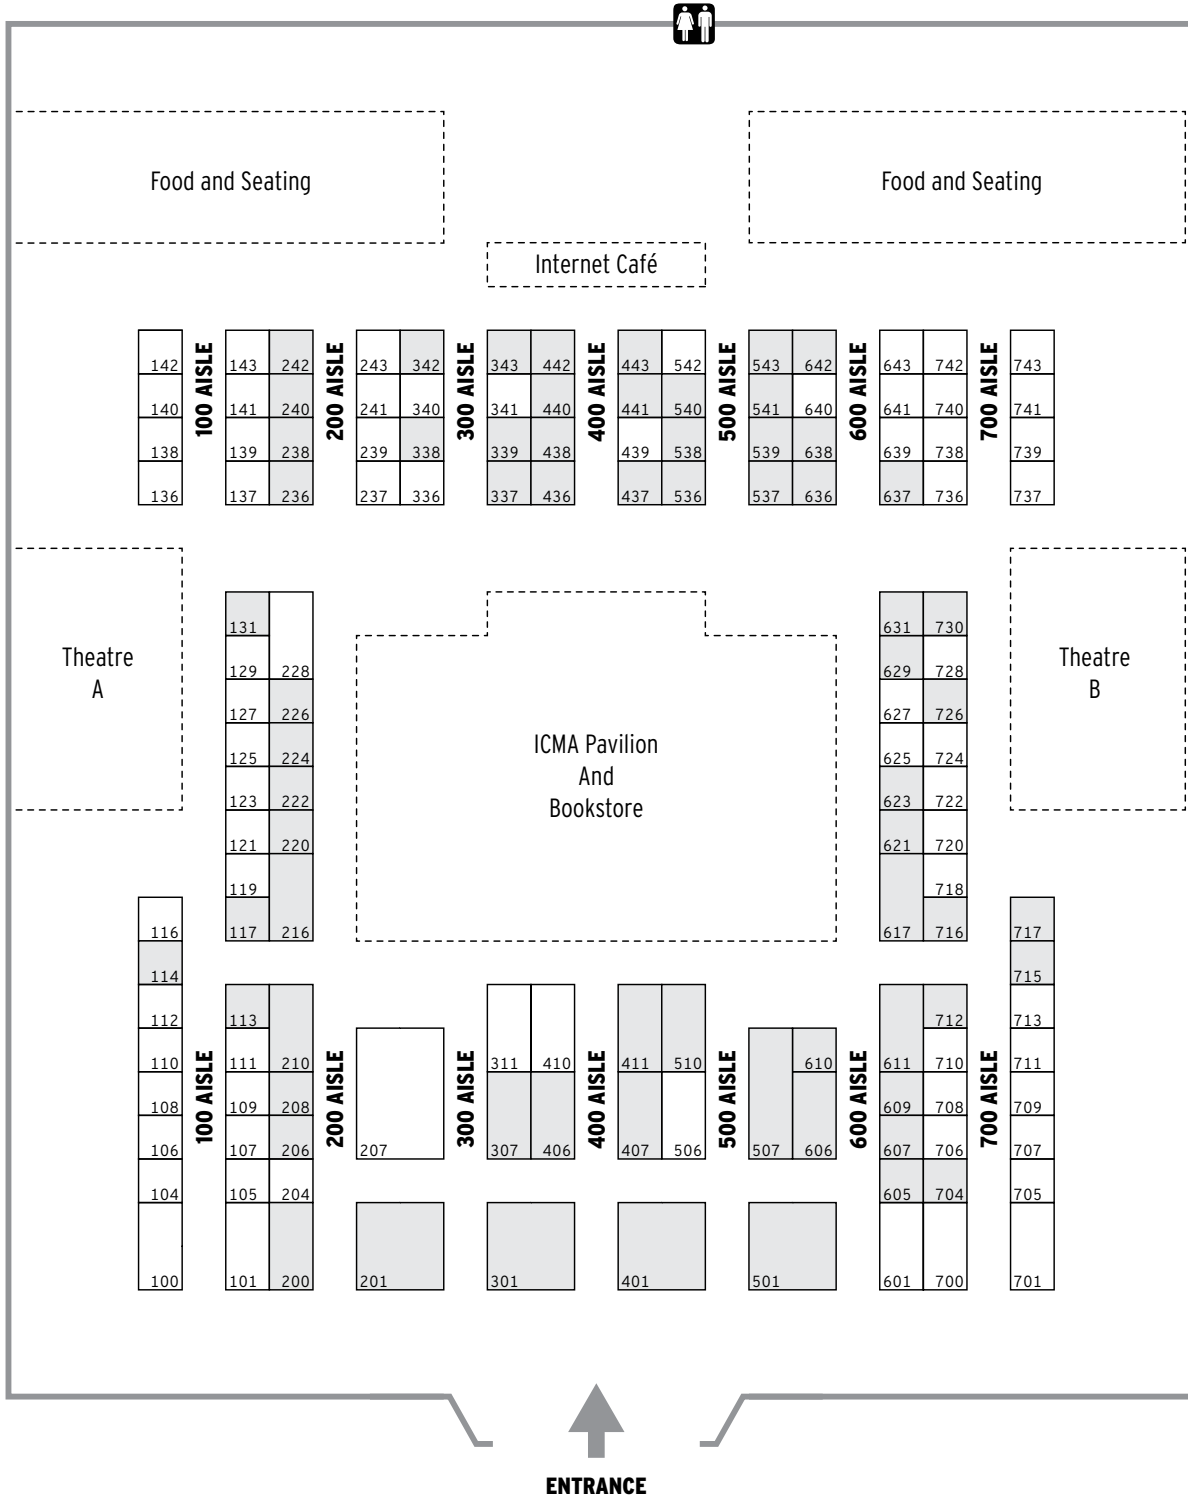 Food and Seating
Food and Seating
Internet Café
142 143 242 243 342 343 442 443 542 543 642 643 742 743
140 141 240 241 340 341 440 441 540 541 640 641 740 741
138 139 238 239 338 339 438 439 538 539 638 639 738 739
136 137 236 237 336 337 436 437 536 537 636 637 736 737
100 AISLE
200 AISLE
300 AISLE
400 AISLE
500 AISLE
600 AISLE
700 AISLE
Theatre
A
131
129 228
127 226
125 224
123 222
121 220
119
117 216
ICMA Pavilion
And
Bookstore
631 730
629 728
627 726
625 724
623 722
621 720
718
617 716
Theatre
B
116 717
114 715
112 113 712 713
110 111 210 311 410 411 510 610 611 710 711
108 109 208 609 708 709
106 107 206 207 307 406 407 506 507 606 607 706 707
104 105 204 605 704 705
100 101 200 201 301 401 501 601 700 701
100 AISLE
200 AISLE
300 AISLE
400 AISLE
500 AISLE
600 AISLE
700 AISLE
ENTRANCE